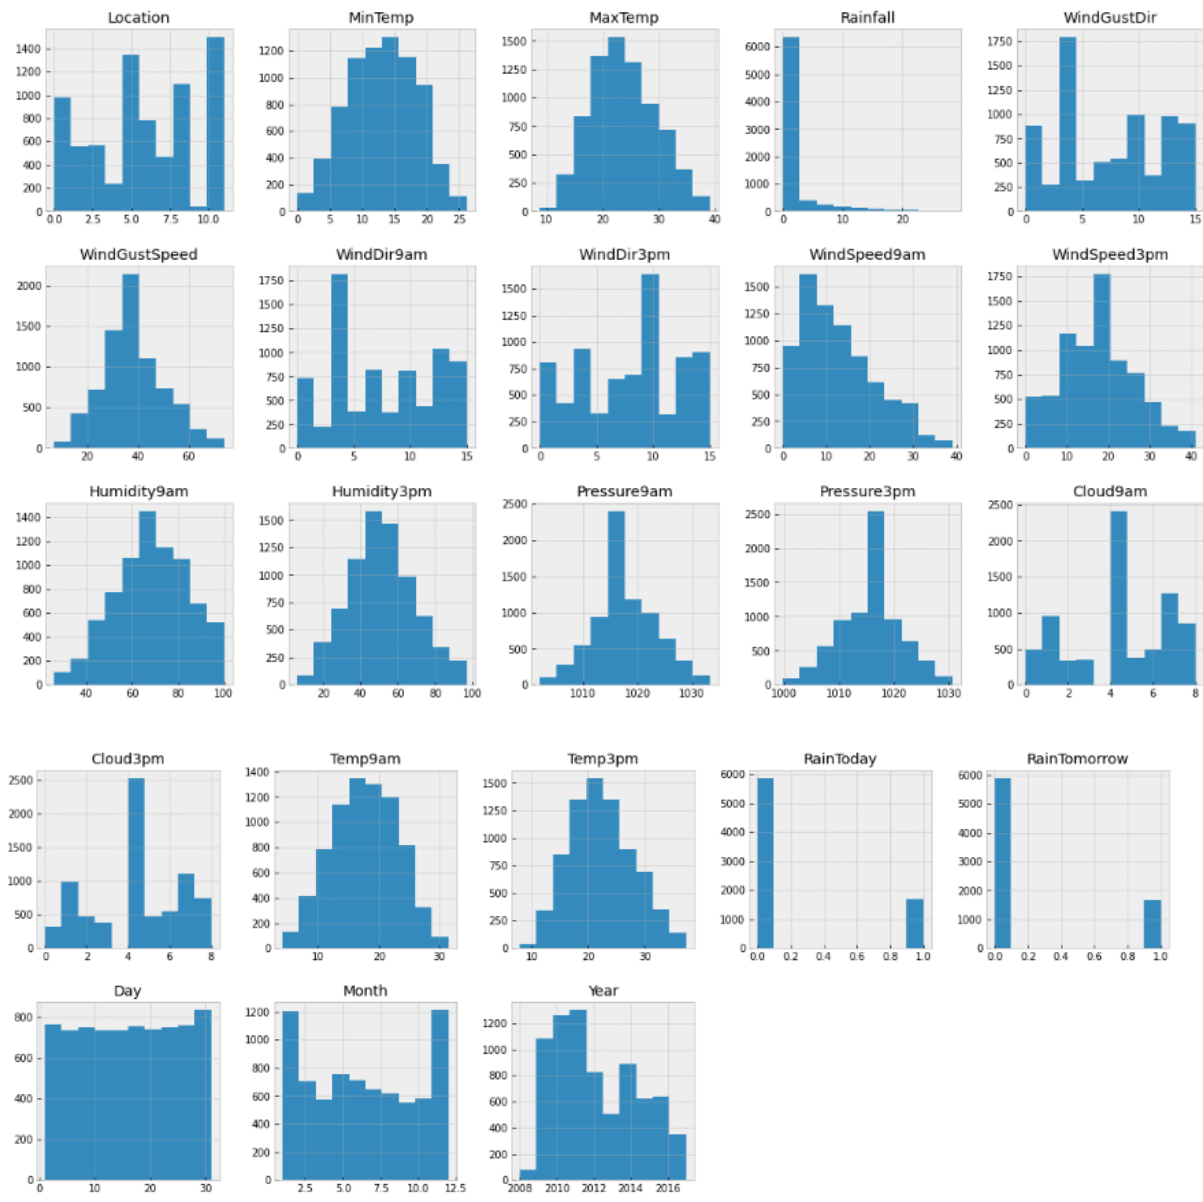 Location MinTemp MaxTemp Rainfall WindGustDir
1400 1200 1000 800 600 400 200 0
0.0 2.5 5.0 7.5 10.0
1200 1000 800 600 400 200 0
0 5 10 15 20 25
1500 1250 1000 750 500 250 0
10 20 30 40
6000 5000 4000 3000 2000 1000 0
0 10 20
1750 1500 1250 1000 750 500 250 0
0 5 10 15
WindGustSpeed WindDir9am WindDir3pm WindSpeed9am WindSpeed3pm
2000 1500 1000 500 0
20 40 60
1750 1500 1250 1000 750 500 250 0
0 5 10 15
1500 1250 1000 750 500 250 0
0 5 10 15
1500 1250 1000 750 500 250 0
0 10 20 30 40
1750 1500 1250 1000 750 500 250 0
0 10 20 30 40
Humidity9am Humidity3pm Pressure9am Pressure3pm Cloud9am
1400 1200 1000 800 600 400 200 0
40 60 80 100
1500 1250 1000 750 500 250 0
20 40 60 80 100
2500 2000 1500 1000 500 0
1010 1020 1030
2500 2000 1500 1000 500 0
1000 1010 1020 1030
2500 2000 1500 1000 500 0
0 2 4 6 8
Cloud3pm Temp9am Temp3pm RainToday RainTomorrow
2500 2000 1500 1000 500 0
0 2 4 6 8
1400 1200 1000 800 600 400 200 0
10 20 30
1500 1250 1000 750 500 250 0
10 20 30
6000 5000 4000 3000 2000 1000 0
0.0 0.2 0.4 0.6 0.8 1.0
6000 5000 4000 3000 2000 1000 0
0.0 0.2 0.4 0.6 0.8 1.0
Day Month Year
800 600 400 200 0
0 10 20 30
1200 1000 800 600 400 200 0
2.5 5.0 7.5 10.0 12.5
1200 1000 800 600 400 200 0
2008 2010 2012 2014 2016